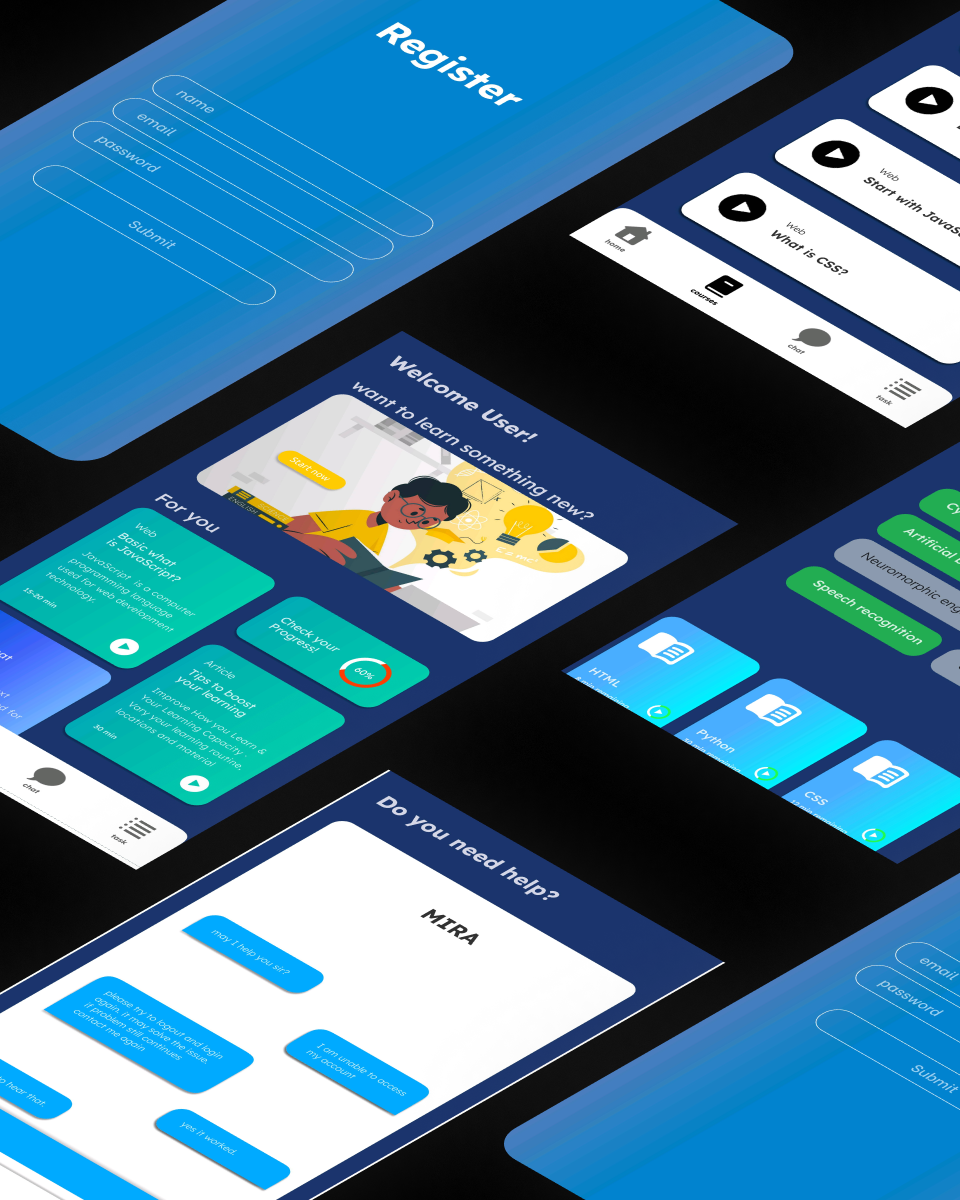 Register
name
email
password
Submit
Web
Start with JavaSc
Web
What is CSS?
home
courses
chat
task
Welcome User!
want to learn something new?
Start now
ENGLISH
For you
Web
Basic what
is JavaScript?
JavaScript is a computer
programming language
used for web development
technology.
15-20 min
Check your
Progress!
60%
Article
Tips to boost
your learning
Improve How you Learn &
Your Learning Capacity .
Vary your learning routine,
locations and material
30 min
chat
task
Cy
Artificial
Neuromorphic eng
Speech recognition
HTML
Python
CSS
Do you need help?
MIRA
may I help you sir?
I am unable to access
my account
please try to logout and login
again. it may solve the issue.
if problem still continues
contact me again
yes it worked.
to hear that.
email
password
Submit